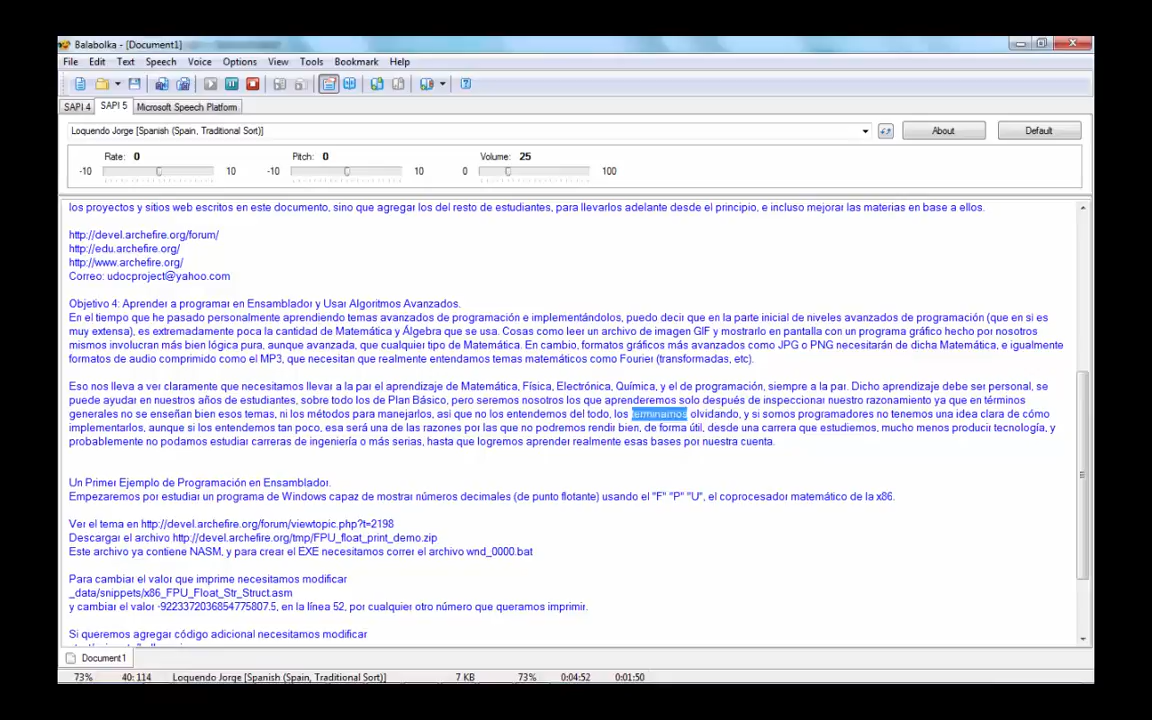 Balabolka - [Document1]
File Edit Text Speech Voice Options View Tools Bookmark Help
SAPI 4 SAPI 5 Microsoft Speech Platform
Loquendo Jorge [Spanish (Spain, Traditional Sort)] About Default
Rate: 0 Pitch: 0 Volume: 25
-10 10 -10 10 0 100
los proyectos y sitios web escritos en este documento, sino que agregar los del resto de estudiantes, para llevarlos adelante desde el principio, e incluso mejorar las materias en base a ellos.
http://devel.archefire.org/forum/
http://edu.archefire.org/
http://www.archefire.org/
Correo: udocproject@yahoo.com
Objetivo 4: Aprender a programar en Ensamblador y Usar Algoritmos Avanzados.
En el tiempo que he pasado personalmente aprendiendo temas avanzados de programación e implementándolos, puedo decir que en la parte inicial de niveles avanzados de programación (que en si es
muy extensa), es extremadamente poca la cantidad de Matemática y Álgebra que se usa. Cosas como leer un archivo de imagen GIF y mostrarlo en pantalla con un programa gráfico hecho por nosotros
mismos involucran más bien lógica pura, aunque avanzada, que cualquier tipo de Matemática. En cambio, formatos gráficos más avanzados como JPG o PNG necesitarán de dicha Matemática, e igualmente
formatos de audio comprimido como el MP3, que necesitan que realmente entendamos temas matemáticos como Fourier (transformadas, etc).
Eso nos lleva a ver claramente que necesitamos llevar a la par el aprendizaje de Matemática, Física, Electrónica, Química, y el de programación, siempre a la par. Dicho aprendizaje debe ser personal, se
puede ayudar en nuestros años de estudiantes, sobre todo los de Plan Básico, pero seremos nosotros los que aprenderemos solo después de inspeccionar nuestro razonamiento ya que en términos
generales no se enseñan bien esos temas, ni los métodos para manejarlos, asi que no los entendemos del todo, los terminamos olvidando, y si somos programadores no tenemos una idea clara de cómo
implementarlos, aunque si los entendemos tan poco, esa será una de las razones por las que no podremos rendir bien, de forma útil, desde una carrera que estudiemos, mucho menos producir tecnología, y
probablemente no podamos estudiar carreras de ingeniería o más serias, hasta que logremos aprender realmente esas bases por nuestra cuenta.
Un Primer Ejemplo de Programación en Ensamblador.
Empezaremos por estudiar un programa de Windows capaz de mostrar números decimales (de punto flotante) usando el "F" "P" "U", el coprocesador matemático de la x86.
Ver el tema en http://devel.archefire.org/forum/viewtopic.php?t=2198
Descargar el archivo http://devel.archefire.org/tmp/FPU_float_print_demo.zip
Este archivo ya contiene NASM, y para crear el EXE necesitamos correr el archivo wnd_0000.bat
Para cambiar el valor que imprime necesitamos modificar
_data/snippets/x86_FPU_Float_Str_Struct.asm
y cambiar el valor -9223372036854775807.5, en la línea 52, por cualquier otro número que queramos imprimir.
Si queremos agregar código adicional necesitamos modificar
Document1
73% 40: 114 Loquendo Jorge [Spanish (Spain, Traditional Sort)] 7 KB 73% 0:04:52 0:01:50